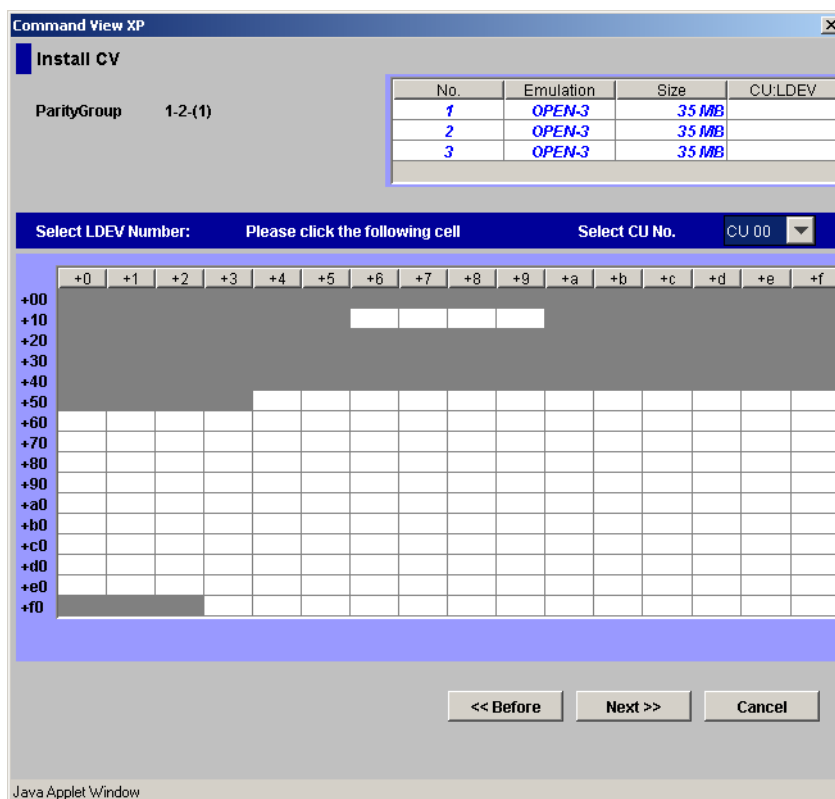 Command View XP
Install CV
ParityGroup 1-2-(1)
No. Emulation Size CU:LDEV
1 OPEN-3 35 MB
2 OPEN-3 35 MB
3 OPEN-3 35 MB
Select LDEV Number: Please click the following cell Select CU No. CU 00
+0 +1 +2 +3 +4 +5 +6 +7 +8 +9 +a +b +c +d +e +f
+00
+10
+20
+30
+40
+50
+60
+70
+80
+90
+a0
+b0
+c0
+d0
+e0
+f0
<< Before Next >> Cancel
Java Applet Window